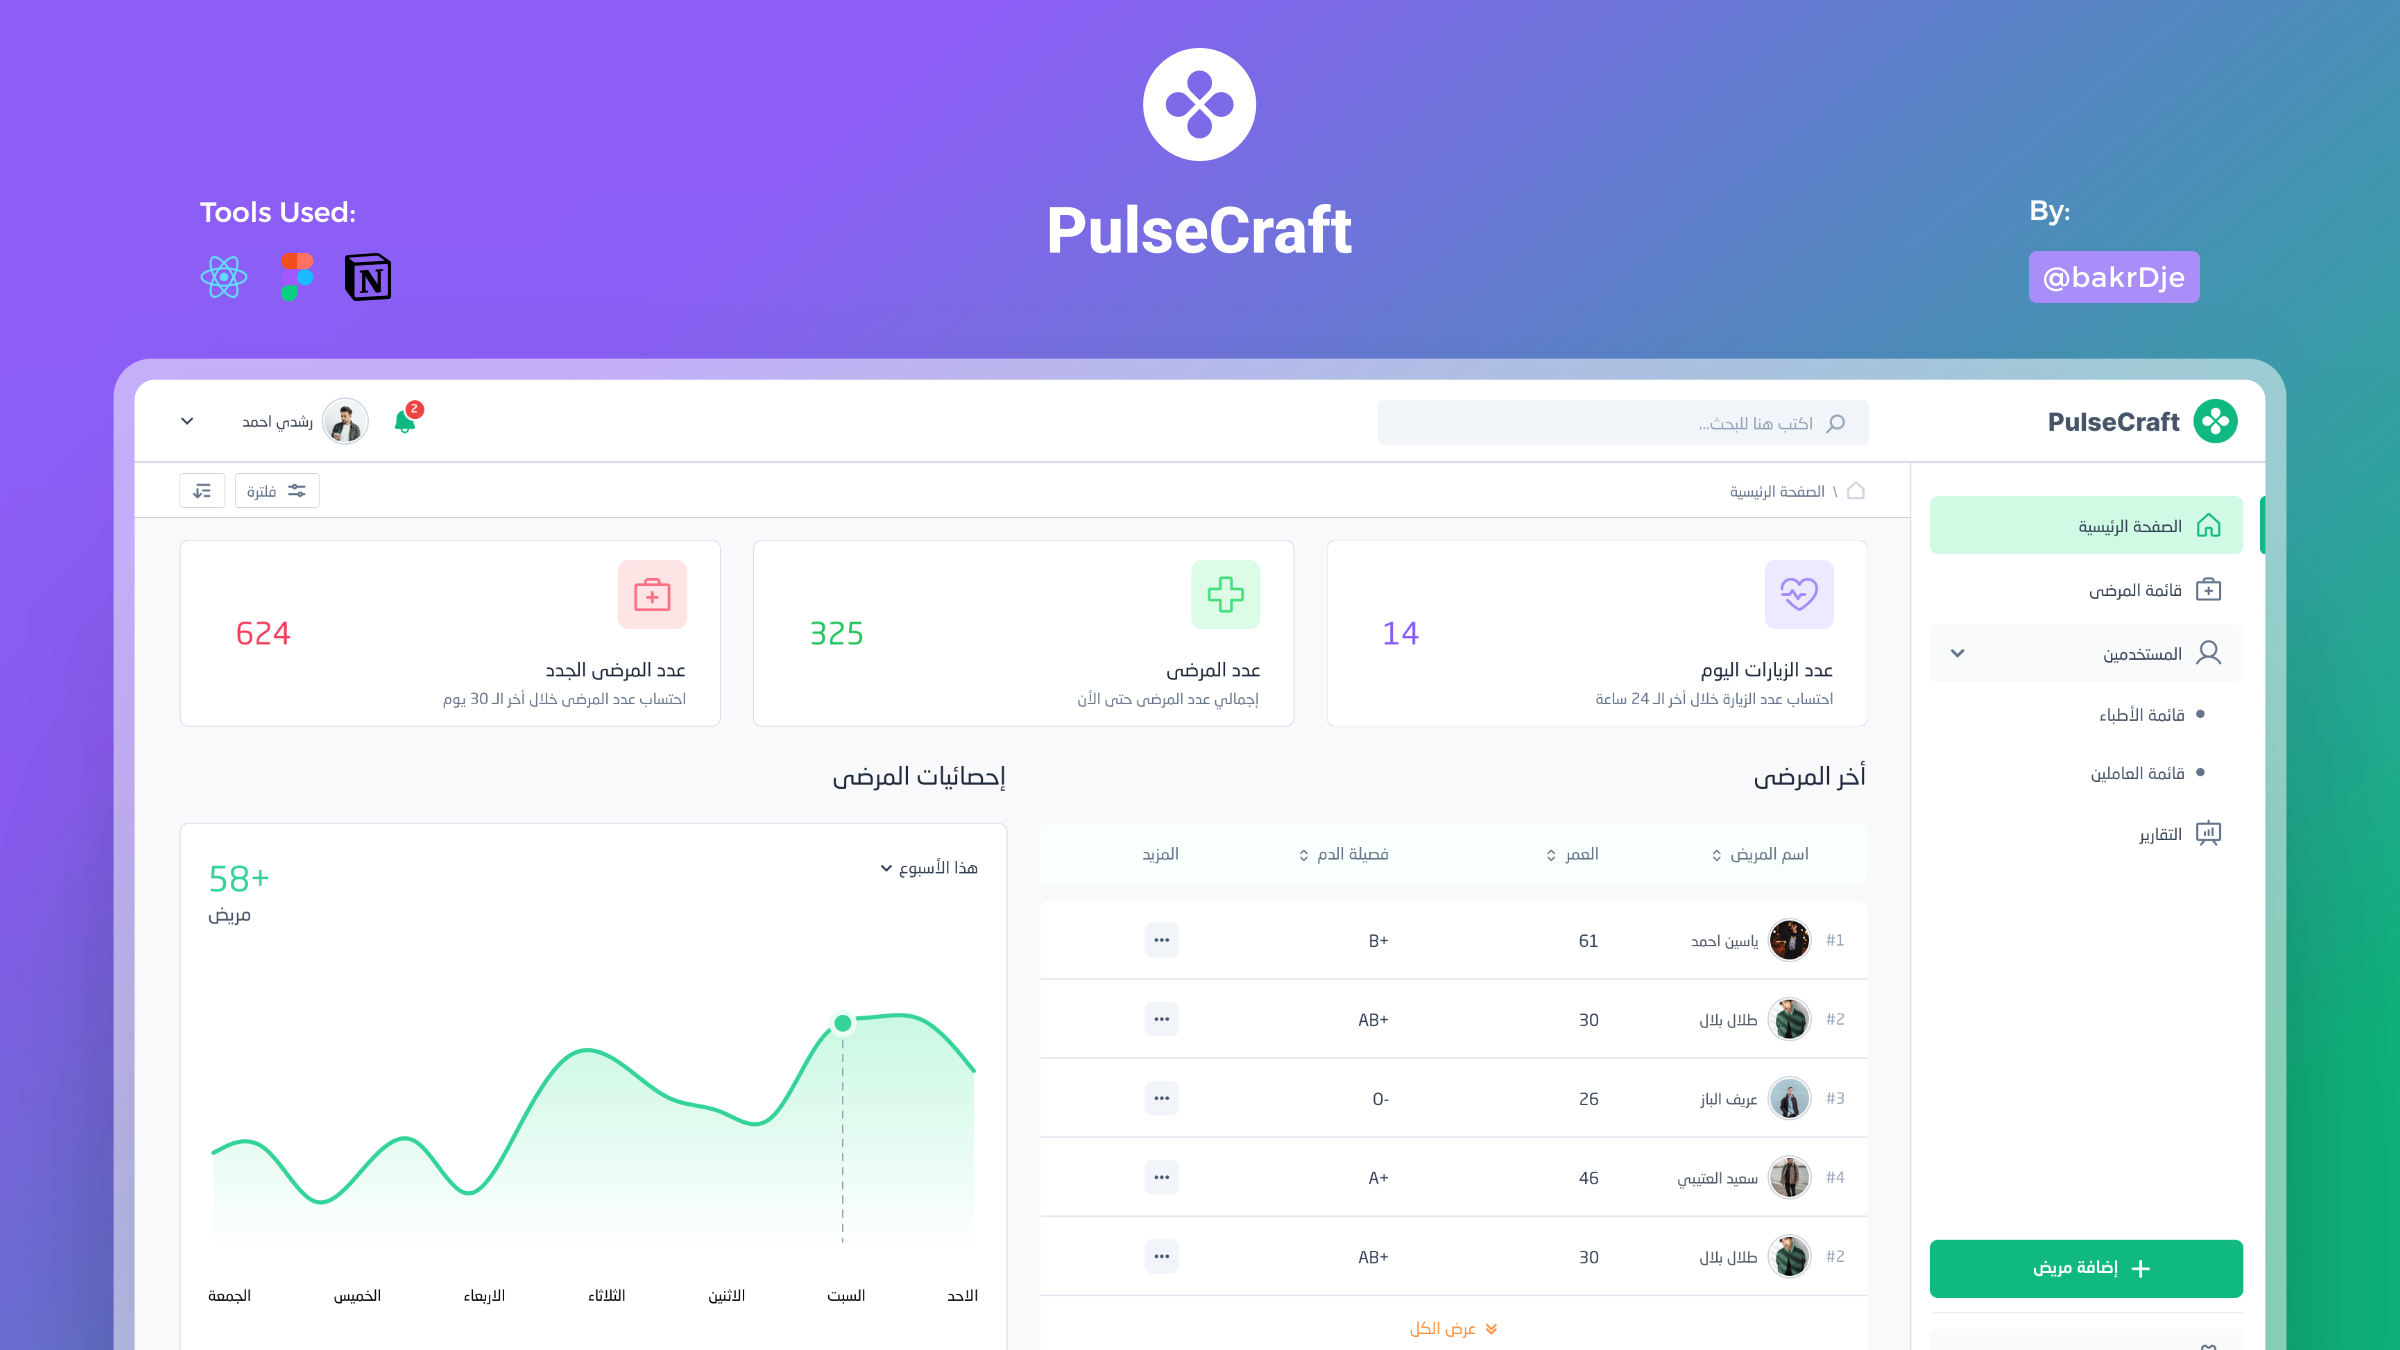 PulseCraft
Tools Used:
By:
@bakrDje
PulseCraft
اكتب هنا للبحث...
2
رشدي احمد
الصفحة الرئيسية
قائمة المرضى
المستخدمين
قائمة الأطباء
قائمة العاملين
التقارير
إضافة مريض
\ الصفحة الرئيسية
فلترة
14
عدد الزيارات اليوم
احتساب عدد الزيارة خلال أخر الـ 24 ساعة
325
عدد المرضى
إجمالي عدد المرضى حتى الأن
624
عدد المرضى الجدد
احتساب عدد المرضى خلال أخر الـ 30 يوم
أخر المرضى
اسم المريض العمر فصيلة الدم المزيد
#1 ياسين احمد 61 B+
#2 طلال بلال 30 AB+
#3 عريف الباز 26 O-
#4 سعيد العتيبي 46 A+
#2 طلال بلال 30 AB+
عرض الكل
إحصائيات المرضى
هذا الأسبوع
58+
مريض
الاحد السبت الاثنين الثلاثاء الاربعاء الخميس الجمعة